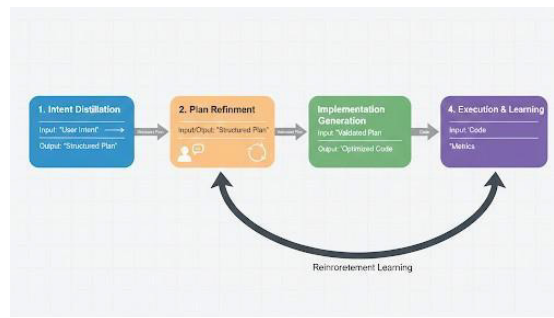 1. Intent Distillation
Input: "User Intent"
Output: "Structured Plan"
2. Plan Refinment
Input/Otput: "Structured Plan"
Implementation
Generation
Input "Validated Plan
Output: "Optimized Code
Code
4. Execution & Learning
Input 'Code
"Metrics
Reinroretement Learning